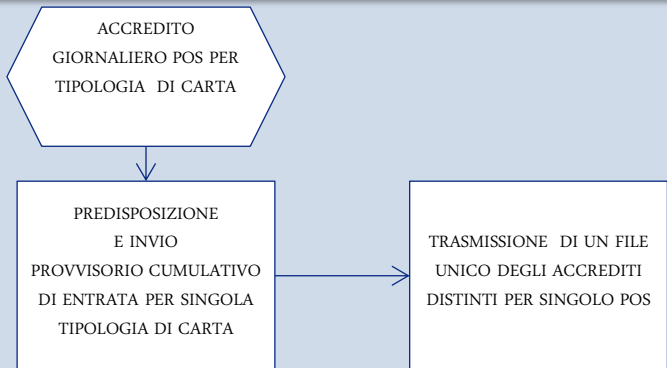 ACCREDITO
GIORNALIERO POS PER
TIPOLOGIA DI CARTA
PREDISPOSIZIONE
E INVIO
PROVVISORIO CUMULATIVO
DI ENTRATA PER SINGOLA
TIPOLOGIA DI CARTA
TRASMISSIONE DI UN FILE
UNICO DEGLI ACCREDITI
DISTINTI PER SINGOLO POS